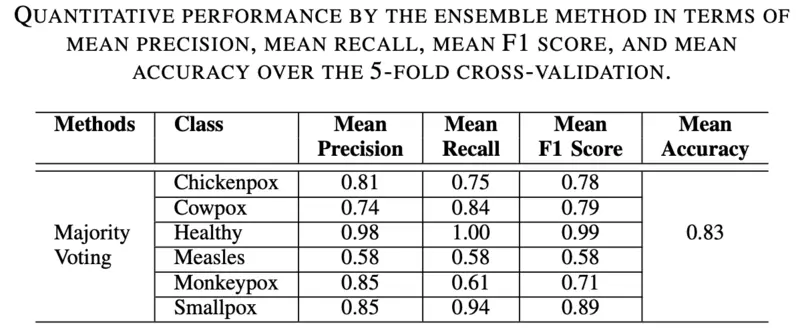 QUANTITATIVE PERFORMANCE BY THE ENSEMBLE METHOD IN TERMS OF
MEAN PRECISION, MEAN RECALL, MEAN F1 SCORE, AND MEAN
ACCURACY OVER THE 5-FOLD CROSS-VALIDATION.
Methods Class Mean Precision Mean Recall Mean F1 Score Mean Accuracy
Majority Voting
Chickenpox 0.81 0.75 0.78
Cowpox 0.74 0.84 0.79
Healthy 0.98 1.00 0.99 0.83
Measles 0.58 0.58 0.58
Monkeypox 0.85 0.61 0.71
Smallpox 0.85 0.94 0.89